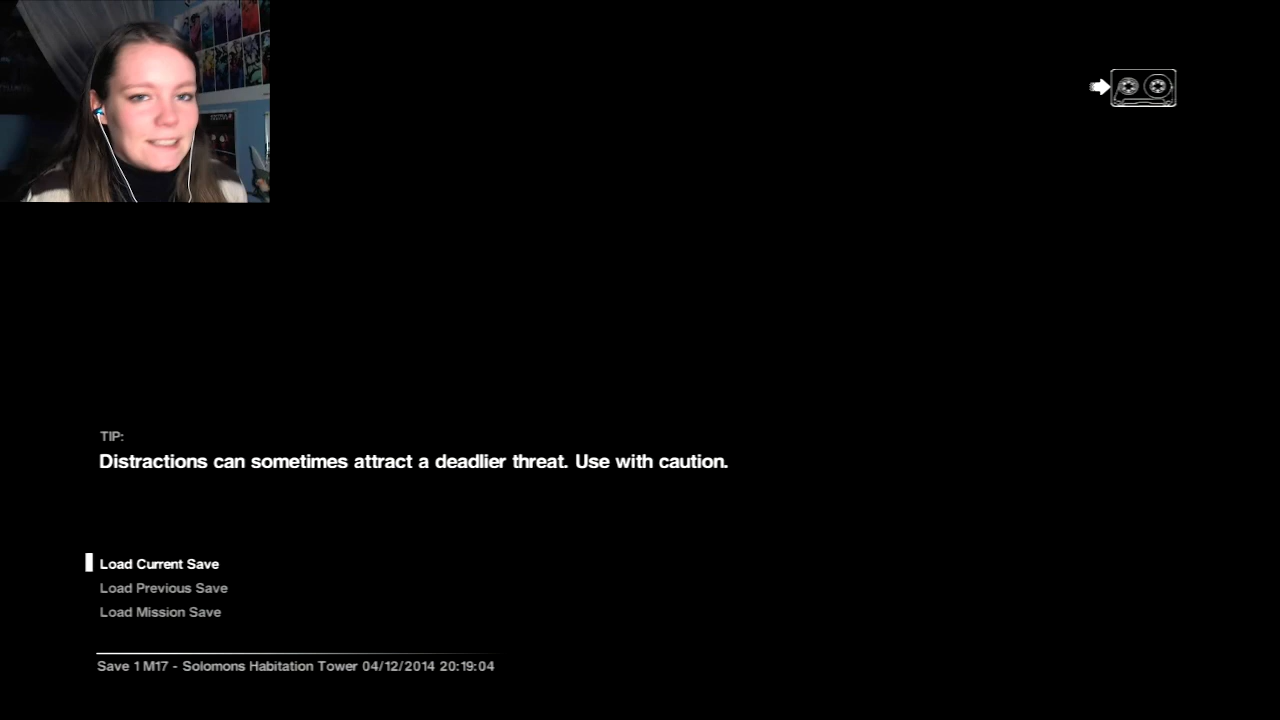 TIP:
Distractions can sometimes attract a deadlier threat. Use with caution.
Load Current Save
Load Previous Save
Load Mission Save
Save 1 M17 - Solomons Habitation Tower 04/12/2014 20:19:04